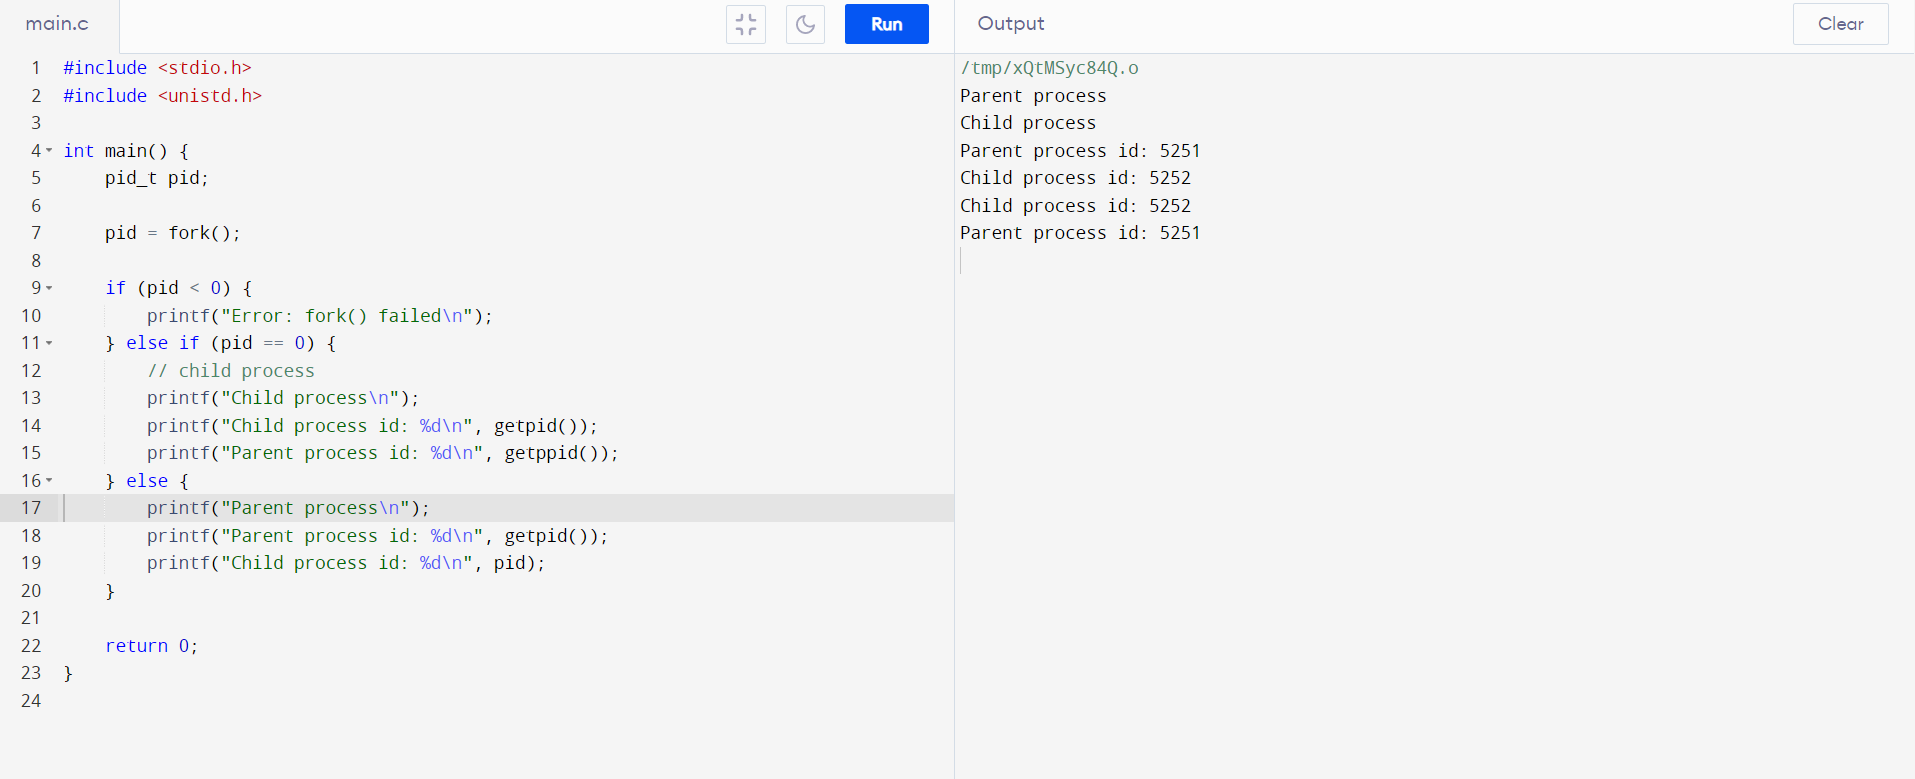 main.c
Run
1 #include <stdio.h>
2 #include <unistd.h>
3
4 int main() {
5     pid_t pid;
6
7     pid = fork();
8
9     if (pid < 0) {
10         printf("Error: fork() failed\n");
11     } else if (pid == 0) {
12         // child process
13         printf("Child process\n");
14         printf("Child process id: %d\n", getpid());
15         printf("Parent process id: %d\n", getppid());
16     } else {
17         printf("Parent process\n");
18         printf("Parent process id: %d\n", getpid());
19         printf("Child process id: %d\n", pid);
20     }
21
22     return 0;
23 }
24
Output
Clear
/tmp/xQtMSyc84Q.o
Parent process
Child process
Parent process id: 5251
Child process id: 5252
Child process id: 5252
Parent process id: 5251